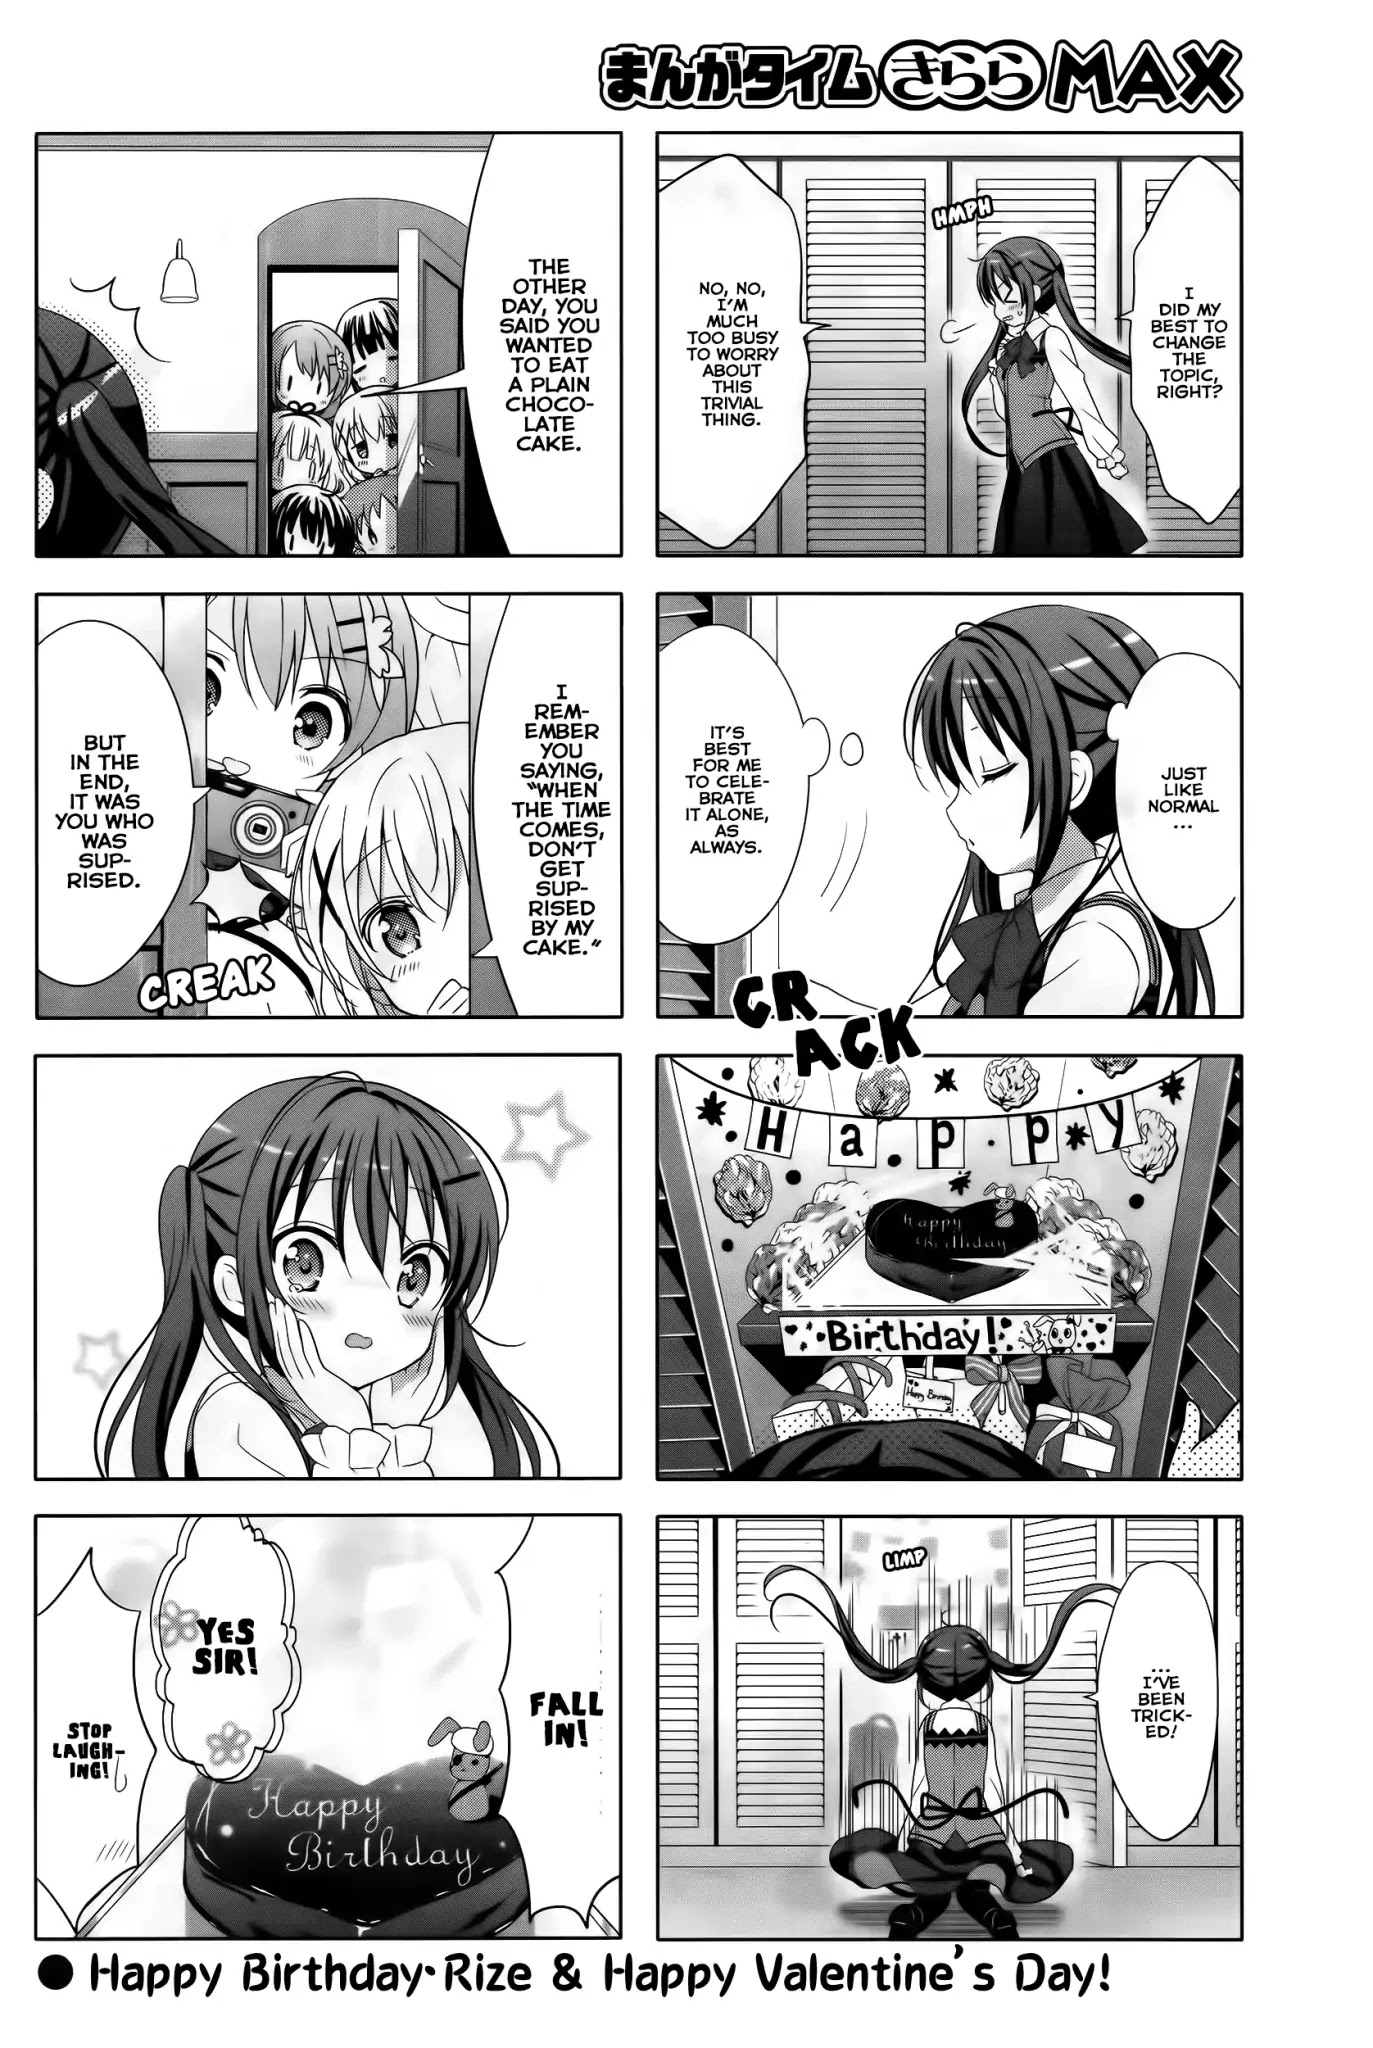 まんがタイムきららMAX
HMPH
I
DID MY
BEST TO
CHANGE
THE
TOPIC,
RIGHT?
NO, NO,
I'M
MUCH
TOO BUSY
TO WORRY
ABOUT
THIS
TRIVIAL
THING.
JUST
LIKE
NORMAL
...
IT'S
BEST
FOR ME
TO CELE-
BRATE
IT ALONE,
AS
ALWAYS.
CR
ACK
Happy
Happy
Birthday
Birthday!
Happy Birthday
LIMP
...
I'VE
BEEN
TRICK-
ED!
THE
OTHER
DAY, YOU
SAID YOU
WANTED
TO EAT
A PLAIN
CHOCO-
LATE
CAKE.
I
REM-
EMBER
YOU
SAYING,
"WHEN
THE TIME
COMES,
DON'T
GET
SUP-
RISED
BY MY
CAKE."
BUT
IN THE
END,
IT WAS
YOU WHO
WAS
SUP-
RISED.
CREAK
FALL
IN!
YES
SIR!
STOP
LAUGH-
ING!
Happy
Birthday
● Happy Birthday·Rize & Happy Valentine's Day!